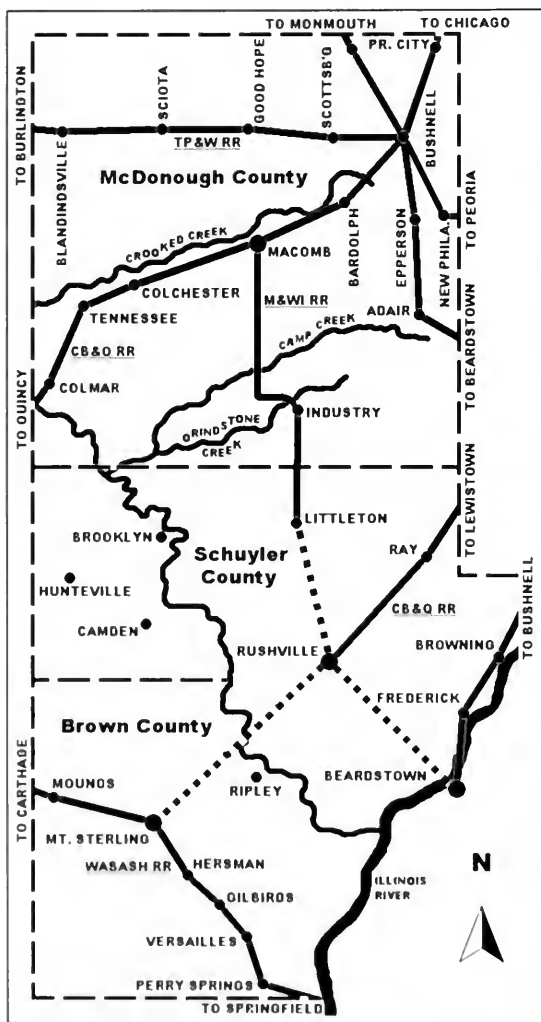 TO MONMOUTH
TO CHICAGO
PR. CITY
TO BURLINGTON
BLANDINSVILLE
SCIOTA
GOOD HOPE
SCOTTSB'G
BUSHNELL
TP&W RR
McDonough County
CROOKED CREEK
MACOMB
BARDOLPH
EPPERSON
NEW PHILA.
TO PEORIA
COLCHESTER
TENNESSEE
M&WI RR
ADAIR
CAMP CREEK
TO BEARDSTOWN
CB&Q RR
COLMAR
TO QUINCY
GRINDSTONE
CREEK
INDUSTRY
LITTLETON
TO LEWISTOWN
BROOKLYN
Schuyler
County
RAY
HUNTEVILLE
CB&Q RR
CAMDEN
TO BUSHNELL
RUSHVILLE
BROWNING
FREDERICK
Brown County
TO CARTHADE
MOUNDS
RIPLEY
BEARDSTOWN
MT. STERLING
WASASH RR
HERSMAN
GILBIRDS
ILLINOIS
RIVER
N
VERSAILLES
PERRY SPRINGS
TO SPRINGFIELD